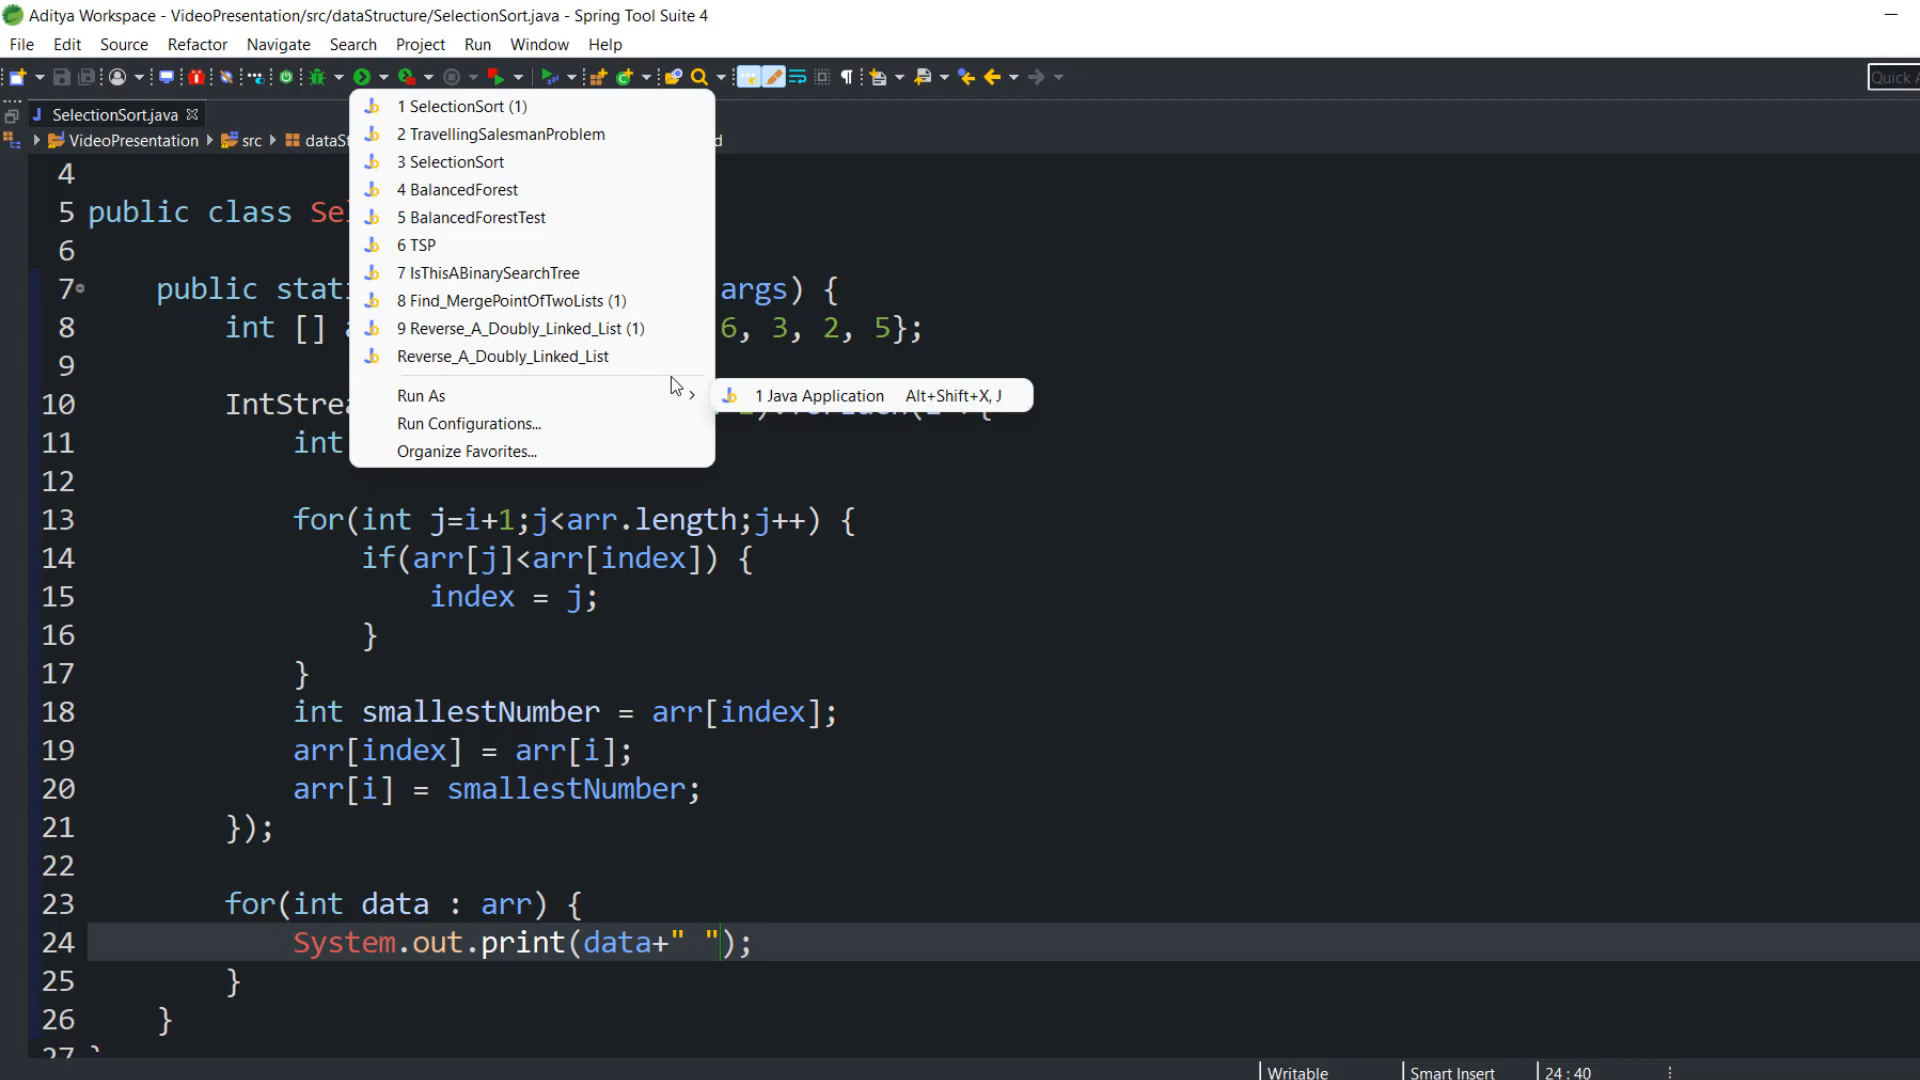 Aditya Workspace - VideoPresentation/src/dataStructure/SelectionSort.java - Spring Tool Suite 4
File Edit Source Refactor Navigate Search Project Run Window Help
Quick A
SelectionSort.java
VideoPresentation src dataSt d
1 SelectionSort (1)
2 TravellingSalesmanProblem
3 SelectionSort
4 BalancedForest
5 BalancedForestTest
6 TSP
7 IsThisABinarySearchTree
8 Find_MergePointOfTwoLists (1)
9 Reverse_A_Doubly_Linked_List (1)
Reverse_A_Doubly_Linked_List
Run As
Run Configurations...
Organize Favorites...
1 Java Application Alt+Shift+X, J
4
5 public class Sel
6
7 public stati args) {
8 int [] a 6, 3, 2, 5};
9
10 IntStrea
11 int
12
13 for(int j=i+1;j<arr.length;j++) {
14 if(arr[j]<arr[index]) {
15 index = j;
16 }
17 }
18 int smallestNumber = arr[index];
19 arr[index] = arr[i];
20 arr[i] = smallestNumber;
21 });
22
23 for(int data : arr) {
24 System.out.print(data+" ");
25 }
26 }
27 }
Writable Smart Insert 24 : 40